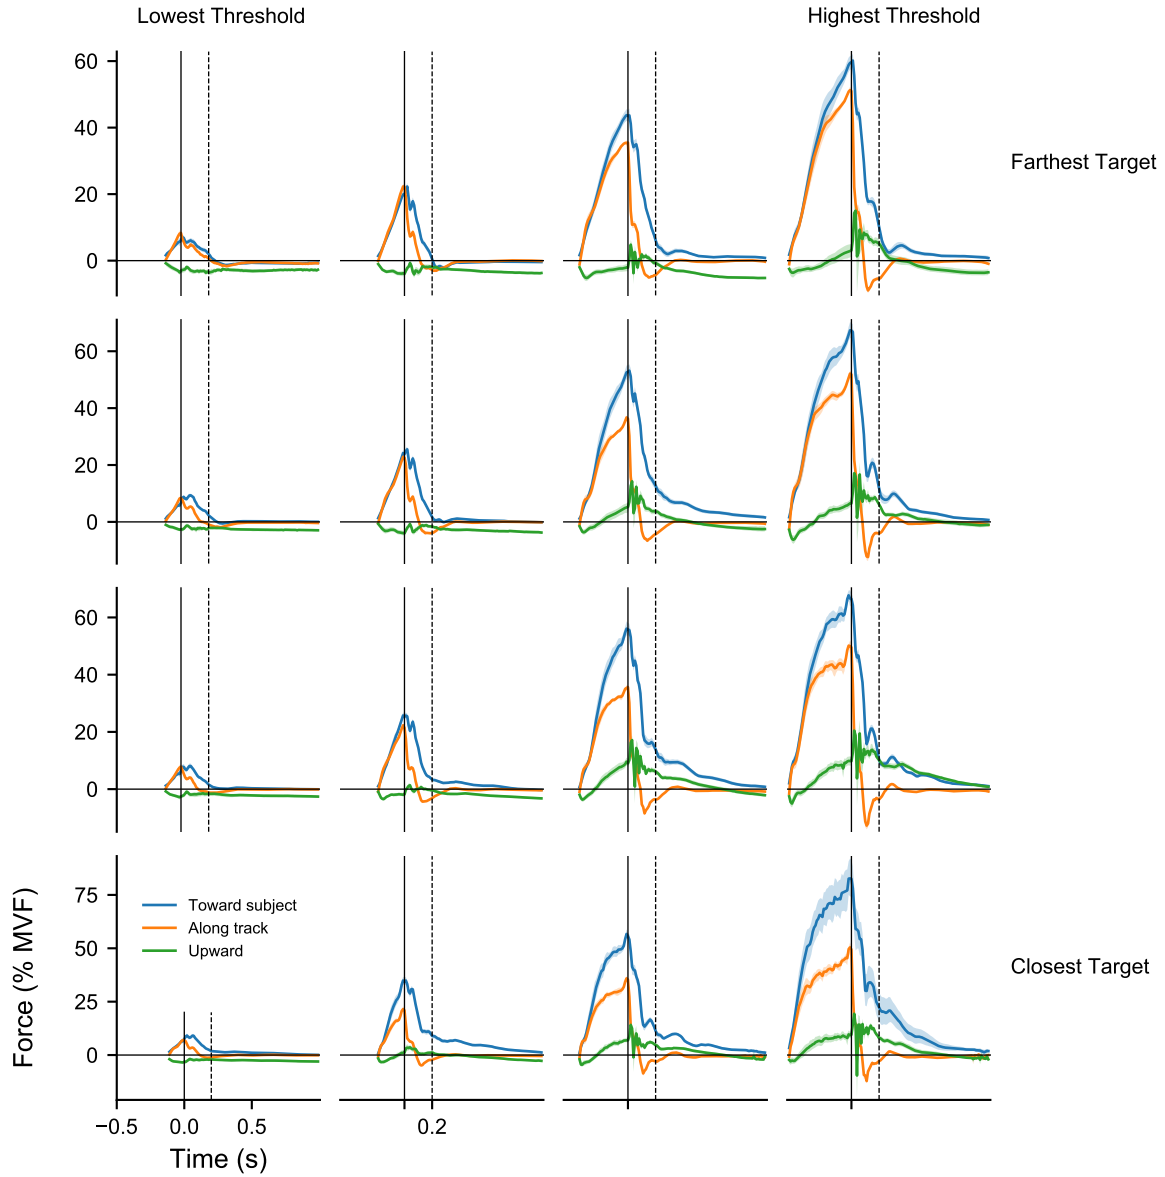 Lowest Threshold
Highest Threshold
60
40
20
0
Farthest Target
60
40
20
0
60
40
20
0
Force (% MVF)
75
50
25
0
Toward subject
Along track
Upward
Closest Target
−0.5 0.0 0.5
0.2
Time (s)